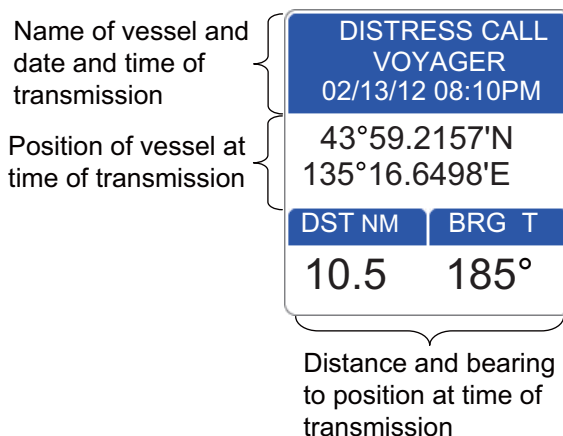 Name of vessel and
date and time of
transmission
DISTRESS CALL
VOYAGER
02/13/12 08:10PM
Position of vessel at
time of transmission
43°59.2157'N
135°16.6498'E
DST NM BRG T
10.5 185°
Distance and bearing
to position at time of
transmission